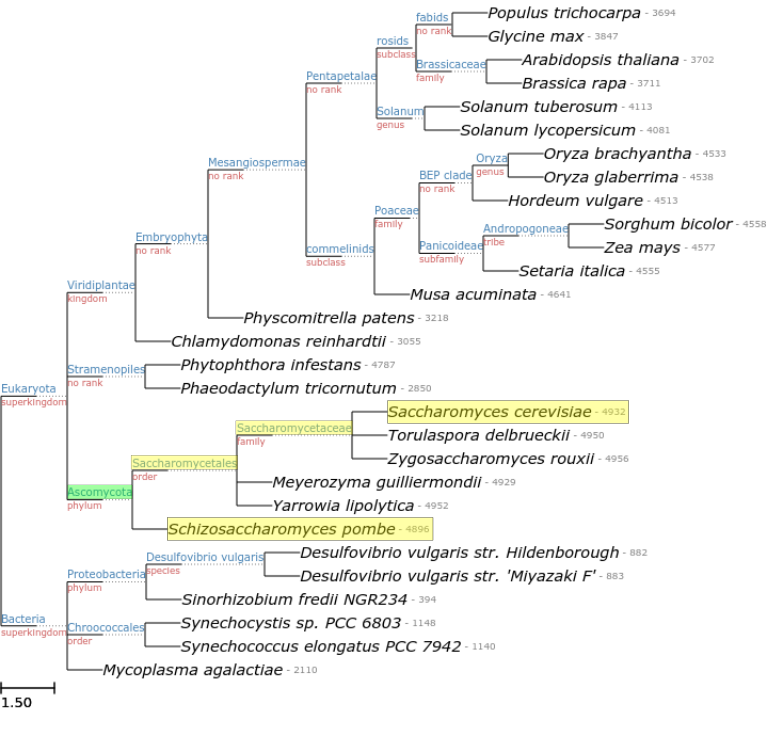 Populus trichocarpa - 3694
fabids
no rank
Glycine max - 3847
rosids
subclass
Arabidopsis thaliana - 3702
Brassicaceae
family
Brassica rapa - 3711
Pentapetalae
no rank
Solanum tuberosum - 4113
Solanum
genus
Solanum lycopersicum - 4081
Oryza brachyantha - 4533
Oryza
genus
Mesangiospermae
no rank
BEP clade
no rank
Oryza glaberrima - 4538
Hordeum vulgare - 4513
Poaceae
family
Sorghum bicolor - 4558
Andropogoneae
tribe
Embryophyta
no rank
Panicoideae
subfamily
Zea mays - 4577
commelinids
subclass
Setaria italica - 4555
Viridiplantae
kingdom
Musa acuminata - 4641
Physcomitrella patens - 3218
Chlamydomonas reinhardtii - 3055
Phytophthora infestans - 4787
Stramenopiles
no rank
Phaeodactylum tricornutum - 2850
Eukaryota
superkingdom
Saccharomyces cerevisiae - 4932
Saccharomycetaceae
family
Torulaspora delbrueckii - 4950
Zygosaccharomyces rouxii - 4956
Saccharomycetales
order
Meyerozyma guilliermondii - 4929
Ascomycota
phylum
Yarrowia lipolytica - 4952
Schizosaccharomyces pombe - 4896
Desulfovibrio vulgaris str. Hildenborough - 882
Desulfovibrio vulgaris
species
Proteobacteria
phylum
Desulfovibrio vulgaris str. 'Miyazaki F' - 883
Sinorhizobium fredii NGR234 - 394
Bacteria
superkingdom
Synechocystis sp. PCC 6803 - 1148
Chroococcales
order
Synechococcus elongatus PCC 7942 - 1140
Mycoplasma agalactiae - 2110
1.50